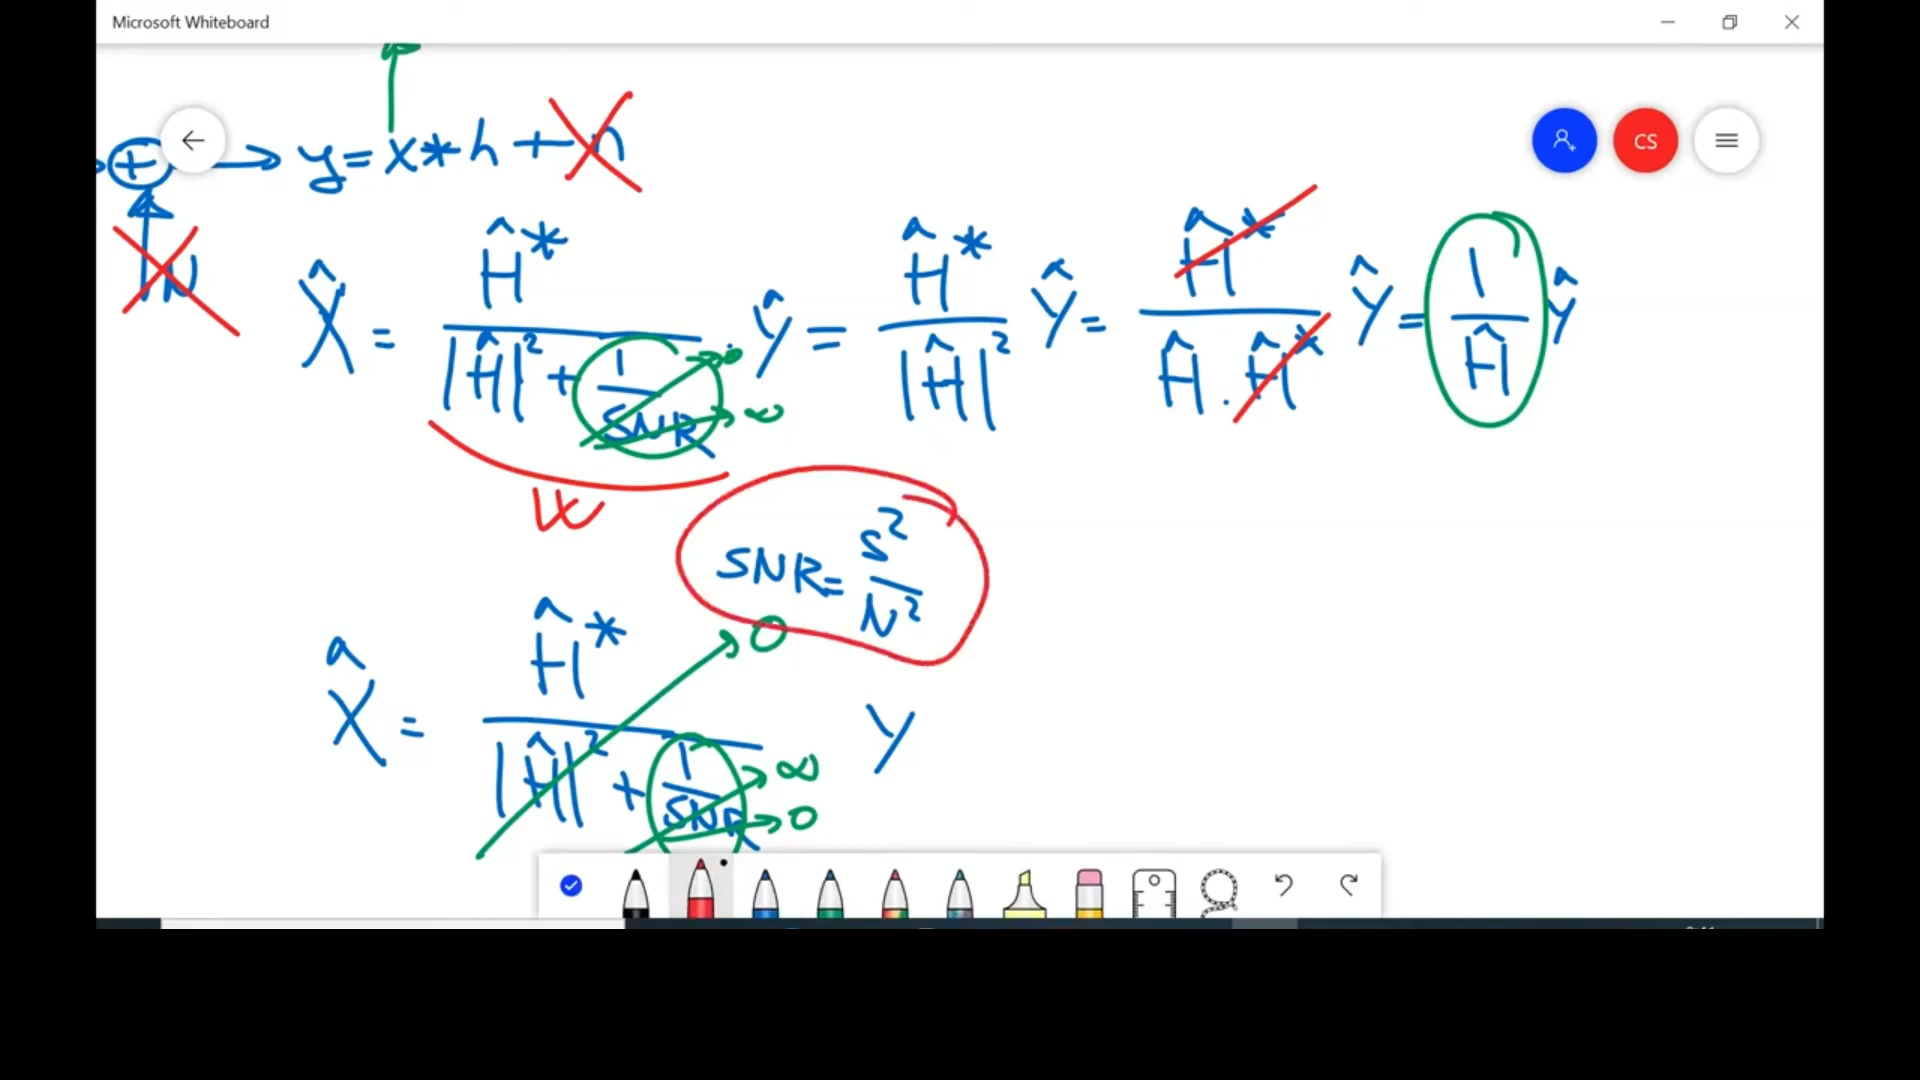 Microsoft Whiteboard
y = x * h + n
N
CS
X̂ = Ĥ* / (|Ĥ|² + 1/SNR) Ŷ = Ĥ* / |Ĥ|² Ŷ = Ĥ* / (Ĥ · Ĥ*) Ŷ = 1/Ĥ Ŷ
→ 0
→ ∞
W
SNR = S² / N²
→ 0
X̂ = Ĥ* / (|Ĥ|² + 1/SNR) Y
→ ∞
→ 0